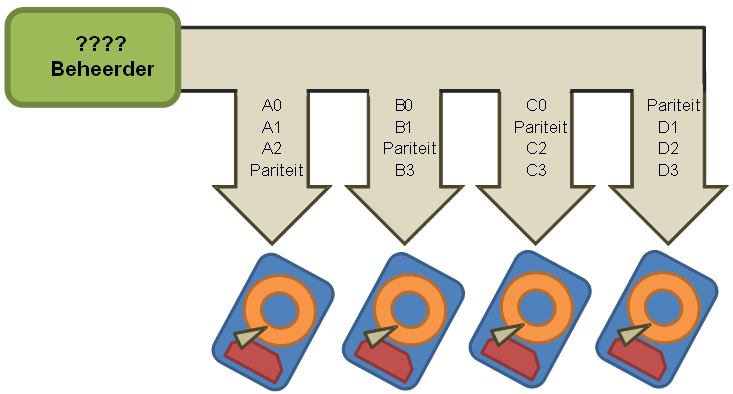 ????
Beheerder
A0
A1
A2
Pariteit
B0
B1
Pariteit
B3
C0
Pariteit
C2
C3
Pariteit
D1
D2
D3